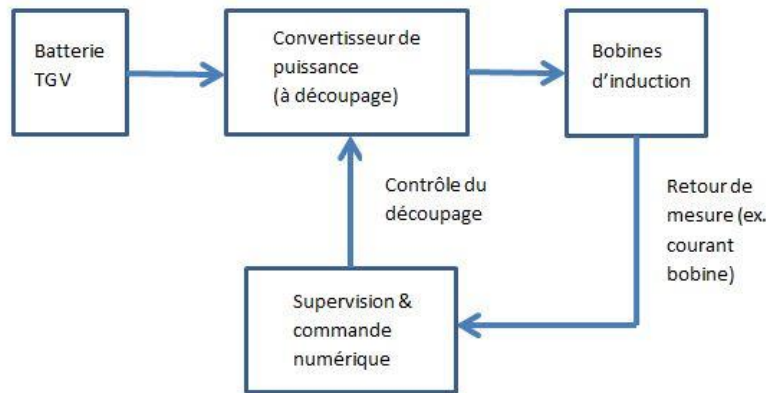 Batterie
TGV
Convertisseur de
puissance
(à découpage)
Bobines
d'induction
Contrôle du
découpage
Retour de
mesure (ex.
courant
bobine)
Supervision &
commande
numérique